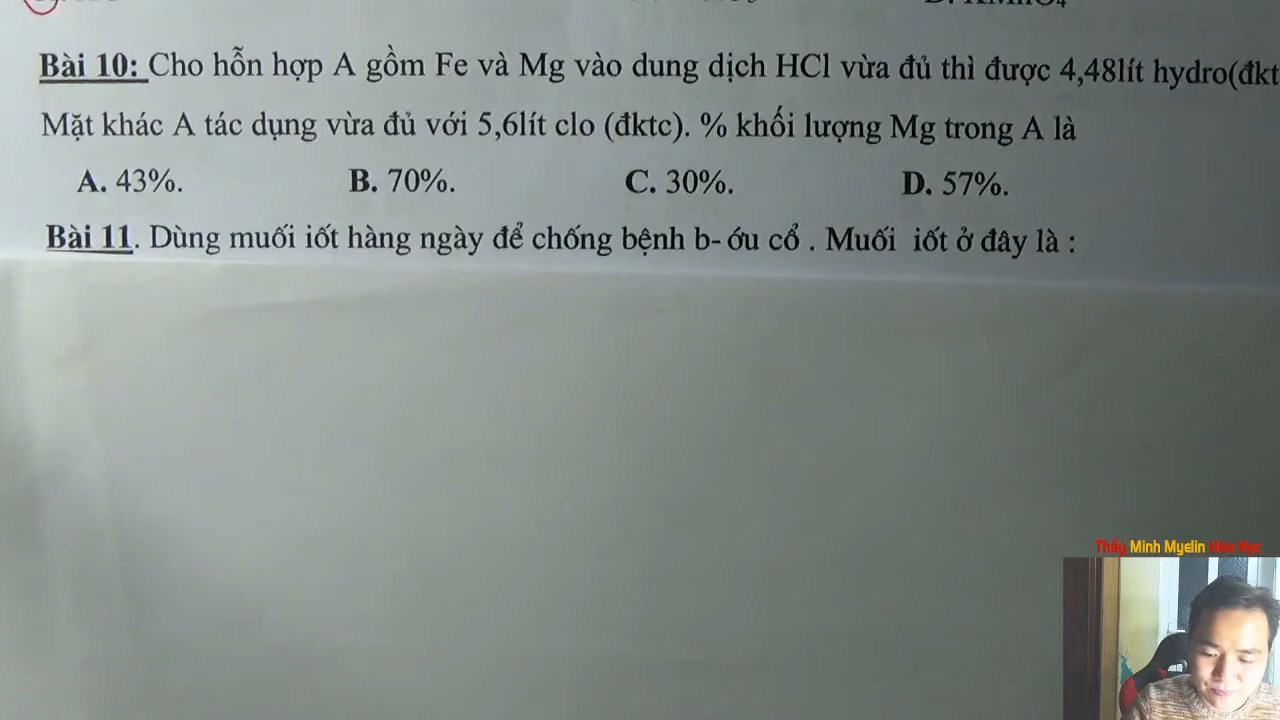 Bài 10: Cho hỗn hợp A gồm Fe và Mg vào dung dịch HCl vừa đủ thì được 4,48lít hydro(đkt
Mặt khác A tác dụng vừa đủ với 5,6lít clo (đktc). % khối lượng Mg trong A là
A. 43%. B. 70%. C. 30%. D. 57%.
Bài 11. Dùng muối iốt hàng ngày để chống bệnh b- ớu cổ . Muối iốt ở đây là :
Thầy Minh Myelin Hóa Học